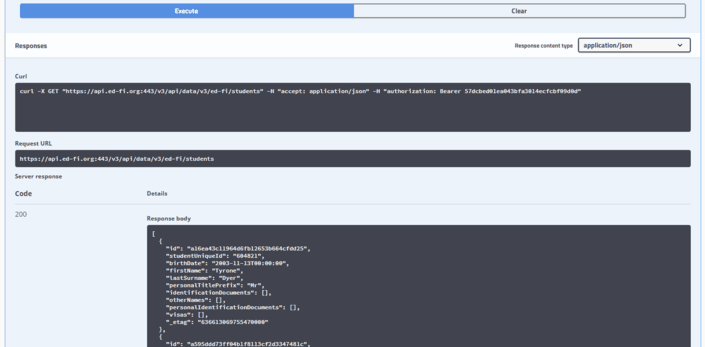 Execute Clear
Responses Response content type application/json
Curl
curl -X GET "https://api.ed-fi.org:443/v3/api/data/v3/ed-fi/students" -H "accept: application/json" -H "authorization: Bearer 57dcbed01ea043bfa3014ecfcbf09d0d"
Request URL
https://api.ed-fi.org:443/v3/api/data/v3/ed-fi/students
Server response
Code Details
200
Response body
[
{
"id": "a16ea43c11964d6fb12653b664cfdd25",
"studentUniqueId": "604821",
"birthDate": "2003-11-13T00:00:00",
"firstName": "Tyrone",
"lastSurname": "Dyer",
"personalTitlePrefix": "Mr",
"identificationDocuments": [],
"otherNames": [],
"personalIdentificationDocuments": [],
"visas": [],
"_etag": "636613069755470000"
},
{
"id": "a595ddd73ff04b1f8113cf2d3347481c",